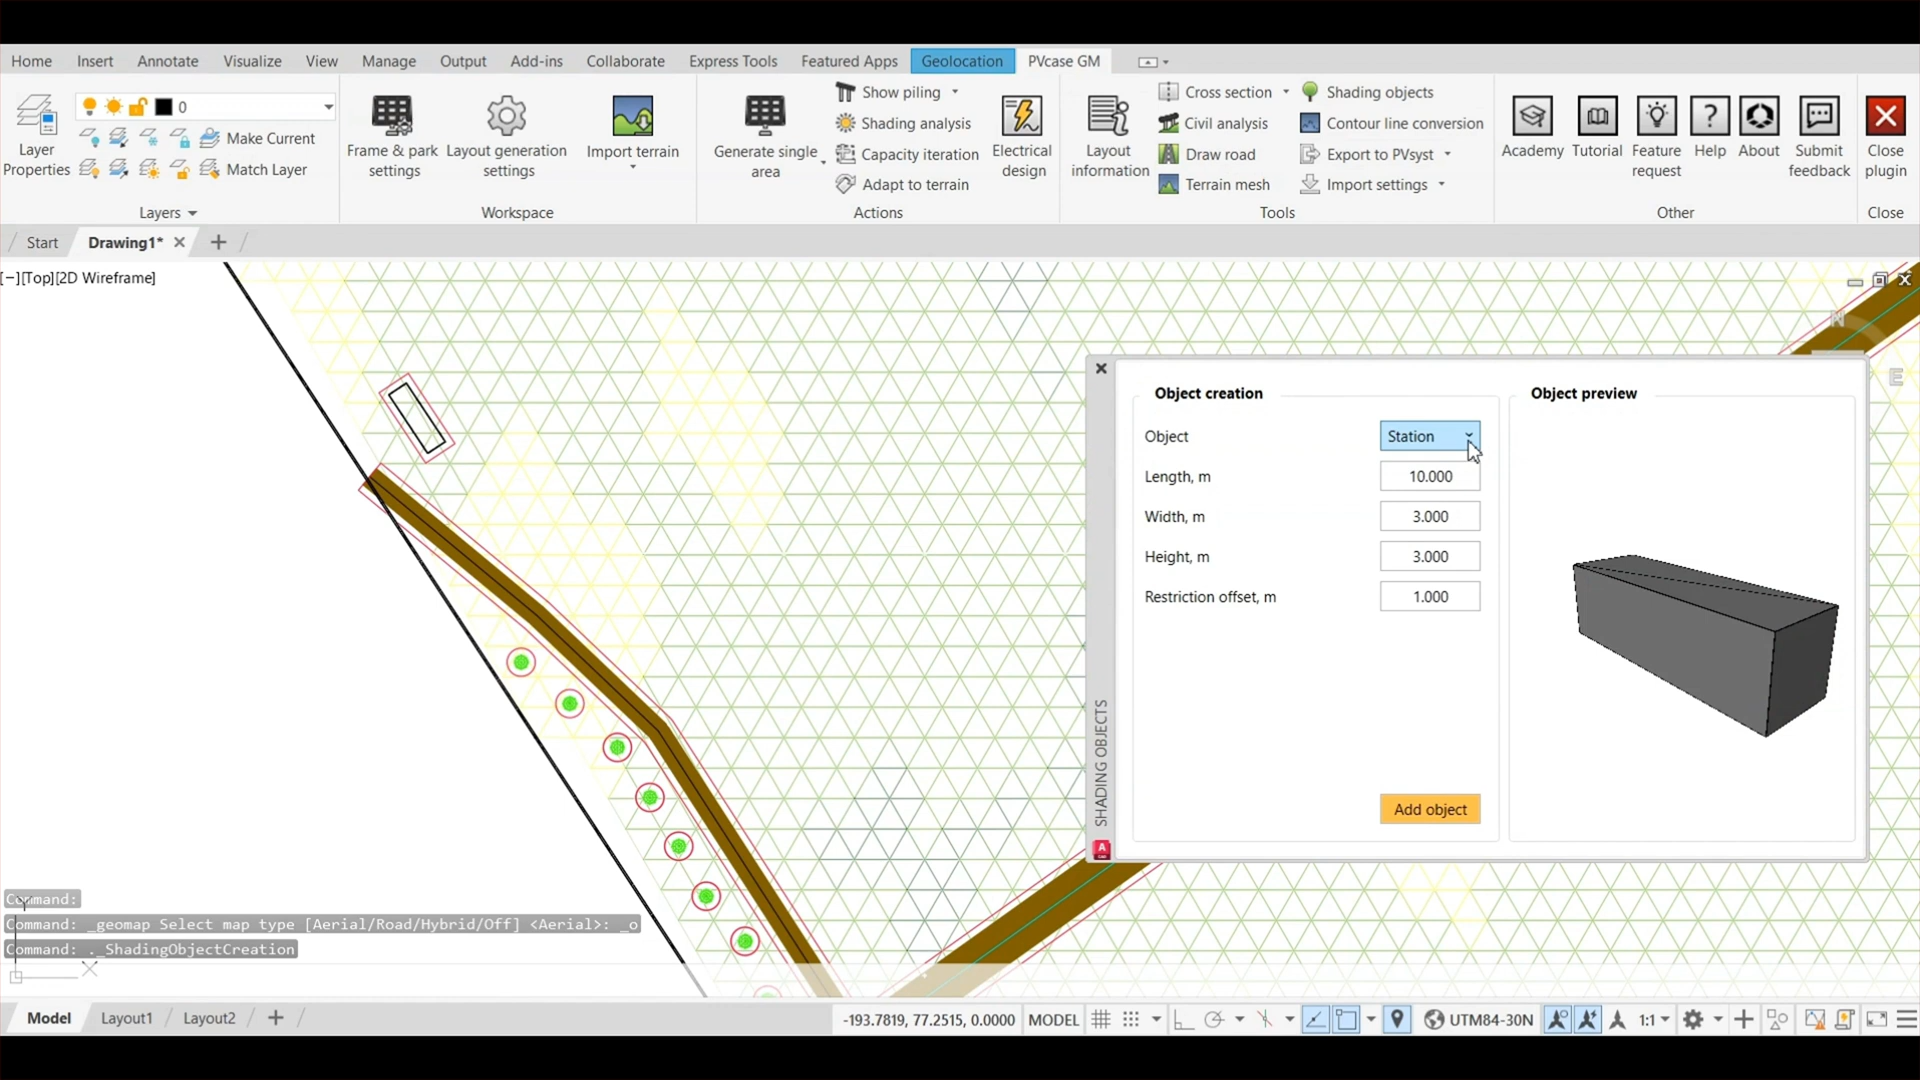 Home Insert Annotate Visualize View Manage Output Add-ins Collaborate Express Tools Featured Apps Geolocation PVcase GM
0
Make Current
Match Layer
Layer
Properties
Layers
Frame & park
settings
Layout generation
settings
Import terrain
Workspace
Generate single
area
Show piling
Shading analysis
Capacity iteration
Adapt to terrain
Electrical
design
Actions
Layout
information
Cross section
Civil analysis
Draw road
Terrain mesh
Shading objects
Contour line conversion
Export to PVsyst
Import settings
Tools
Academy
Tutorial
Feature
request
Help
About
Submit
feedback
Other
Close
plugin
Close
Start
Drawing1*
[−][Top][2D Wireframe]
N
E
Object creation
Object Station
Length, m 10.000
Width, m 3.000
Height, m 3.000
Restriction offset, m 1.000
Add object
Object preview
SHADING OBJECTS
Command:
Command: _geomap Select map type [Aerial/Road/Hybrid/Off] <Aerial>: _o
Command: ._ShadingObjectCreation
Model Layout1 Layout2
-193.7819, 77.2515, 0.0000 MODEL UTM84-30N 1:1